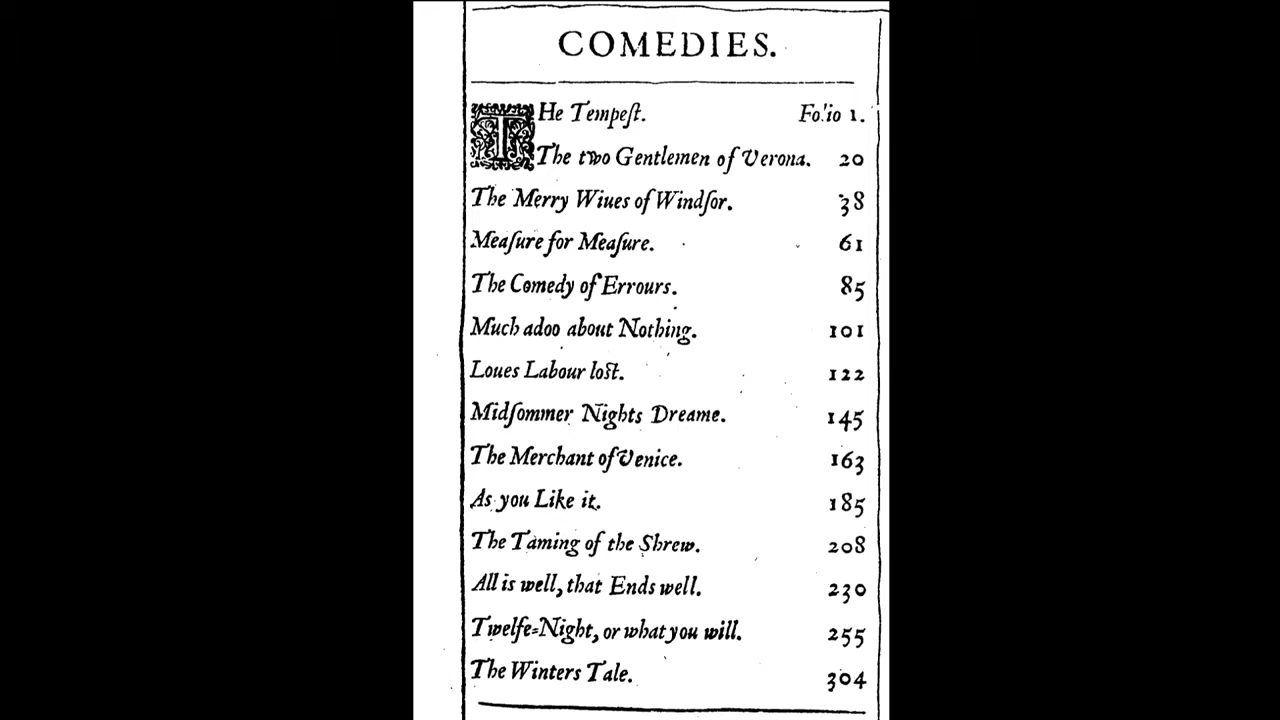 COMEDIES.
THe Tempeſt. Folio 1.
The two Gentlemen of Verona. 20
The Merry Wiues of Windſor. 38
Meaſure for Meaſure. 61
The Comedy of Errours. 85
Much adoo about Nothing. 101
Loues Labour loſt. 122
Midſommer Nights Dreame. 145
The Merchant of Venice. 163
As you Like it. 185
The Taming of the Shrew. 208
All is well, that Ends well. 230
Twelfe=Night, or what you will. 255
The Winters Tale. 304